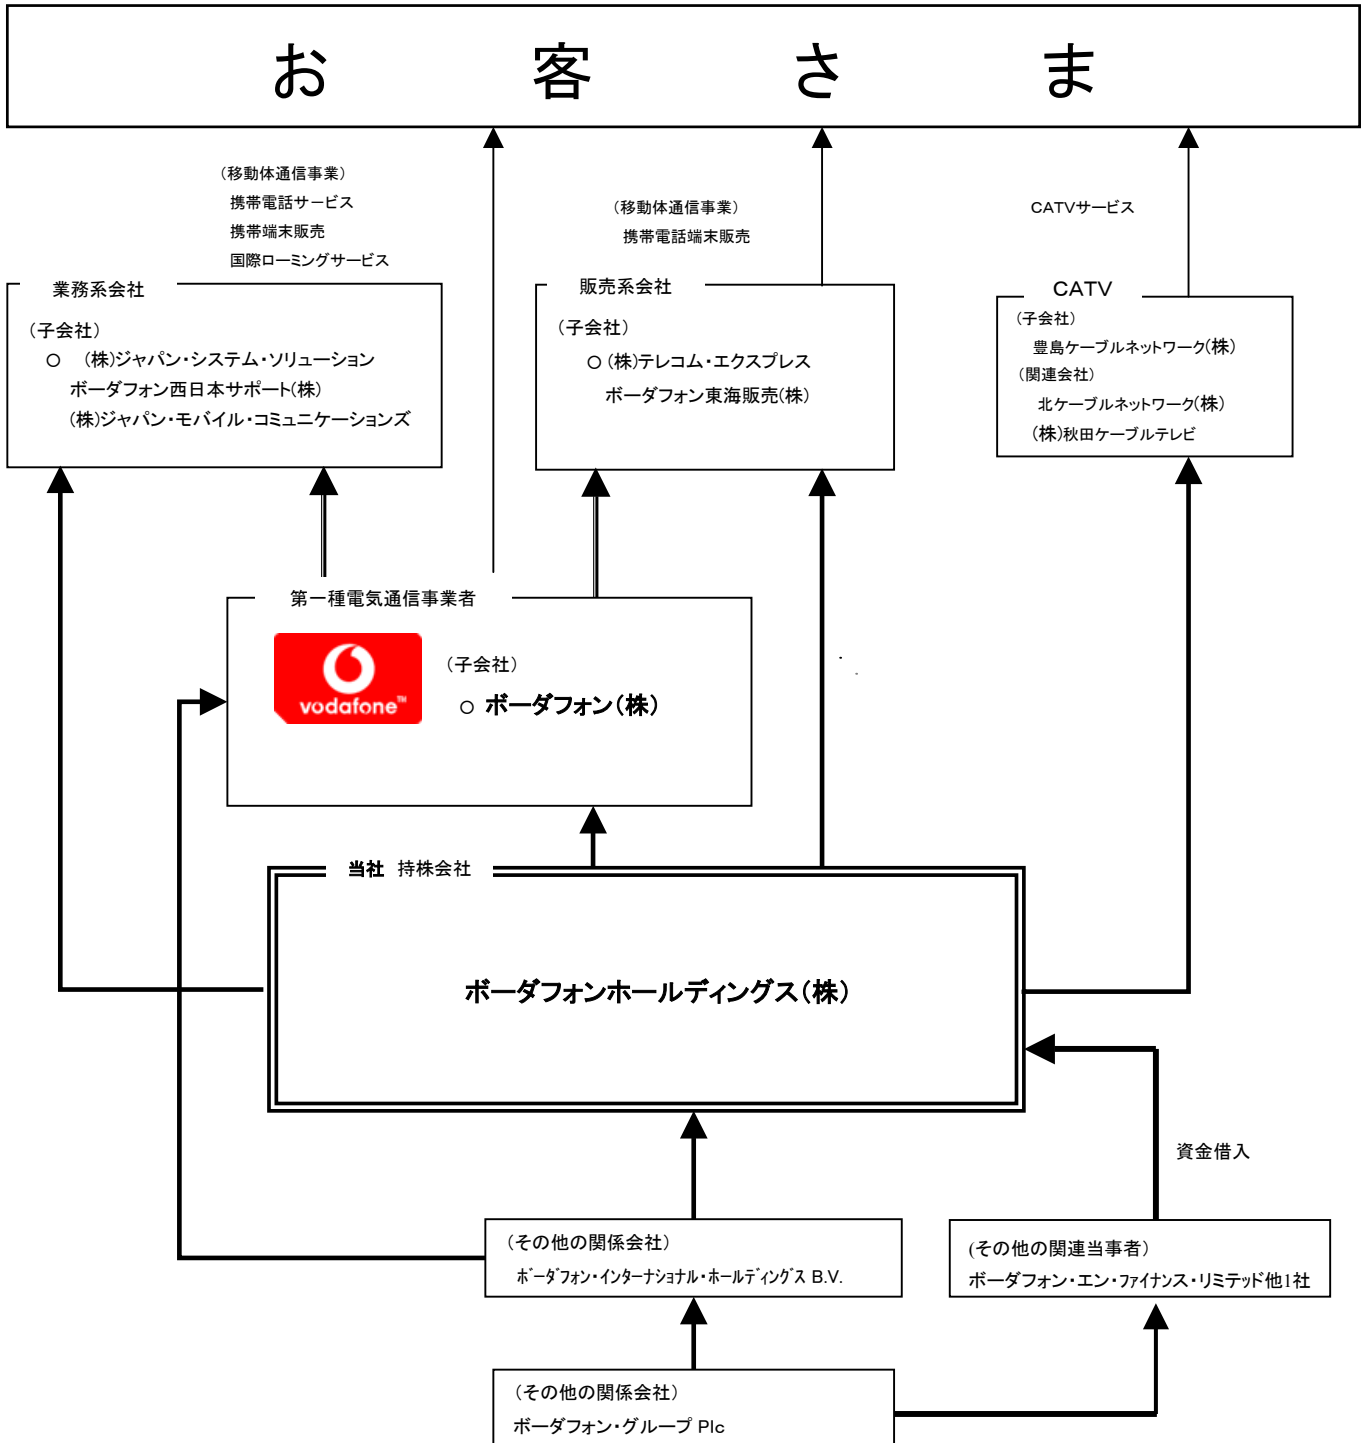 お客さま
(移動体通信事業)
携帯電話サービス
携帯端末販売
国際ローミングサービス
(移動体通信事業)
携帯電話端末販売
CATVサービス
業務系会社
(子会社)
○ (株)ジャパン・システム・ソリューション
ボーダフォン西日本サポート(株)
(株)ジャパン・モバイル・コミュニケーションズ
販売系会社
(子会社)
○(株)テレコム・エクスプレス
ボーダフォン東海販売(株)
CATV
(子会社)
豊島ケーブルネットワーク(株)
(関連会社)
北ケーブルネットワーク(株)
(株)秋田ケーブルテレビ
第一種電気通信事業者
vodafone™
(子会社)
○ ボーダフォン(株)
当社 持株会社
ボーダフォンホールディングス(株)
資金借入
(その他の関係会社)
ﾎﾞｰﾀﾞﾌｫﾝ・ｲﾝﾀｰﾅｼｮﾅﾙ・ﾎｰﾙﾃﾞｨﾝｸﾞｽ B.V.
(その他の関連当事者)
ボーダフォン・エン・ファイナンス・リミテッド他1社
(その他の関係会社)
ボーダフォン・グループ Plc